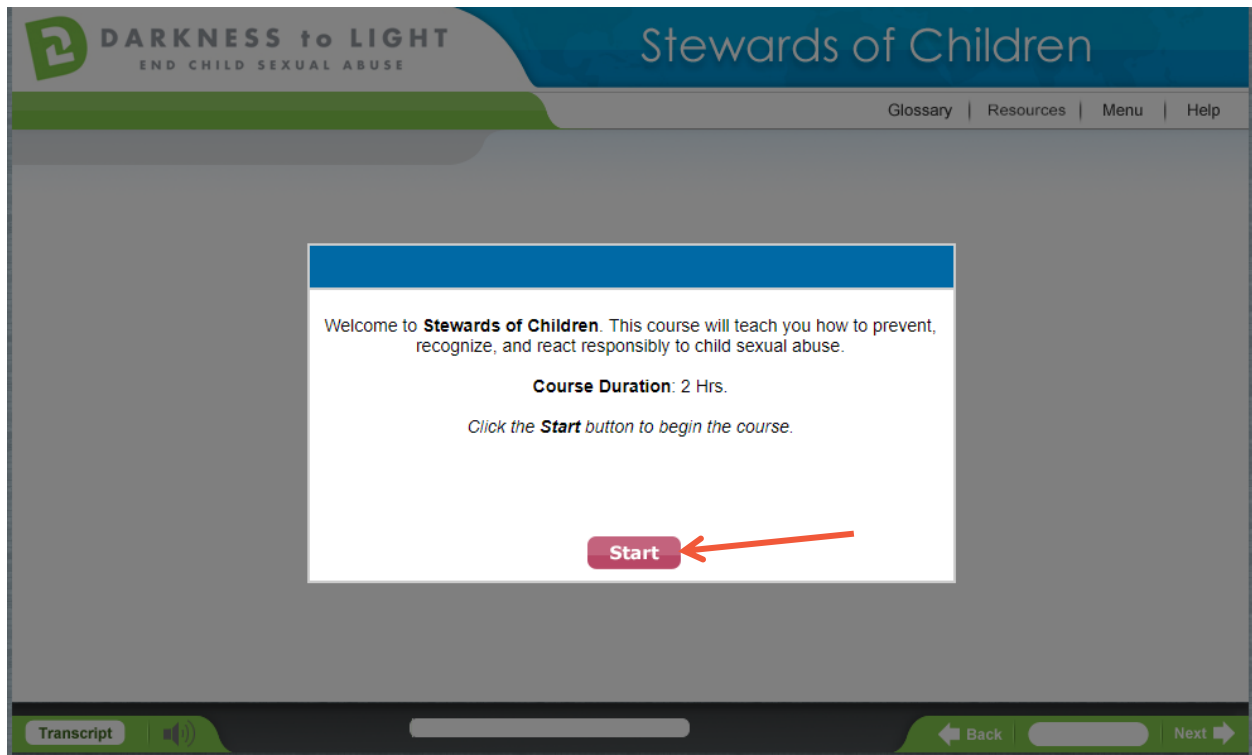 DARKNESS to LIGHT
END CHILD SEXUAL ABUSE
Stewards of Children
Glossary | Resources | Menu | Help
Welcome to Stewards of Children. This course will teach you how to prevent,
recognize, and react responsibly to child sexual abuse.
Course Duration: 2 Hrs.
Click the Start button to begin the course.
Start
Transcript
Back
Next